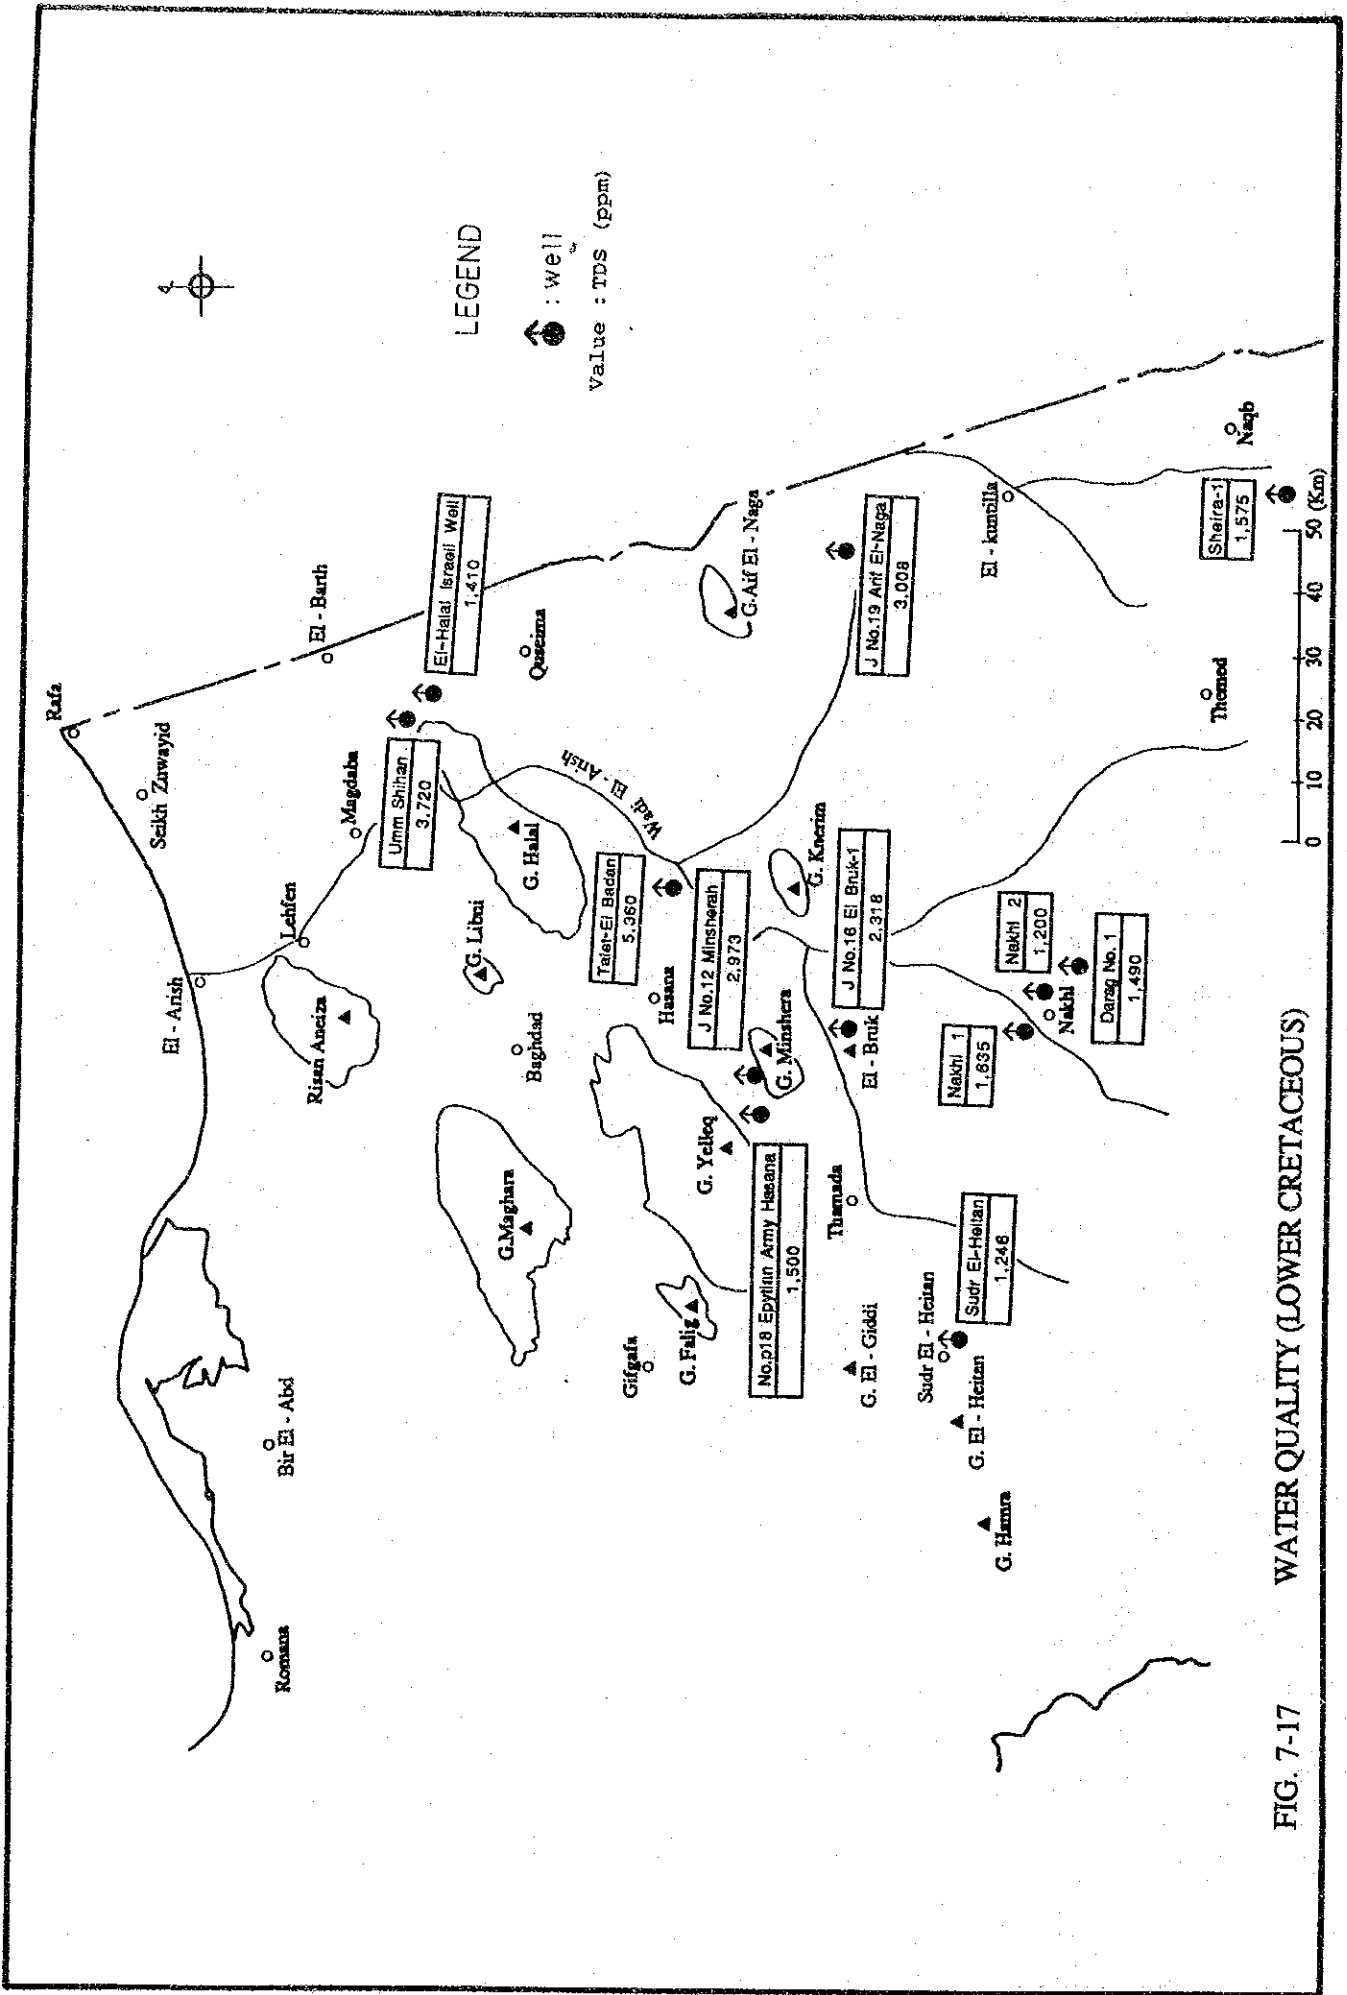 Rafa
Seikh Zuwayid
El - Arish
El - Barth
Lehfen
Magdaba
Bir El - Abd
Romana
Risan Aneiza
LEGEND
: well
Value : TDS (ppm)
Umm Shihan
3,720
El-Halal Israeil Well
1,410
G. Libni
G. Halal
Quseima
G.Maghara
Baghdad
Wadi El - Arish
Talet-El Badan
5,360
Hasana
Gifgafa
G. Falig
G. Yelleq
J No.12 Minsherah
2,973
G. Minshera
G.Aif El - Naga
No.p18 Epytian Army Hasana
1,500
G. Kherim
Thamada
G. El - Giddi
El - Bruk
J No.16 El Bruk-1
2,318
J No.19 Arif El-Naga
3,008
Sudr El - Heitan
G. El - Heitan
G. Hamra
Sudr El-Heitan
1,246
Nakhl 1
1,635
Nakhl 2
1,200
Nakhl
Darag No. 1
1,490
El - kuntilla
Themed
Naqb
Sheira-1
1,575
0 10 20 30 40 50 (Km)
FIG. 7-17 WATER QUALITY (LOWER CRETACEOUS)